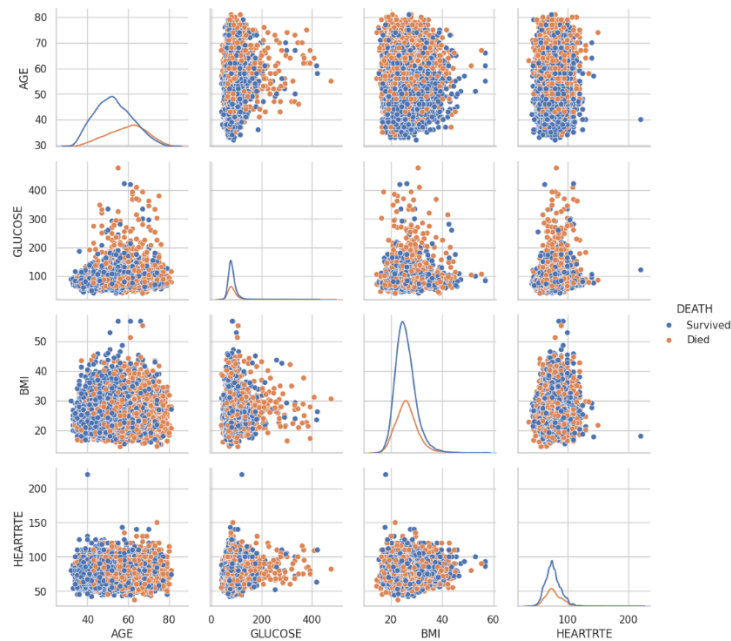 80
70
60
50
40
30
AGE
400
300
200
100
GLUCOSE
50
40
30
20
BMI
200
150
100
50
HEARTRTE
40 60 80
AGE
0 200 400
GLUCOSE
20 40 60
BMI
0 100 200
HEARTRTE
DEATH
Survived
Died